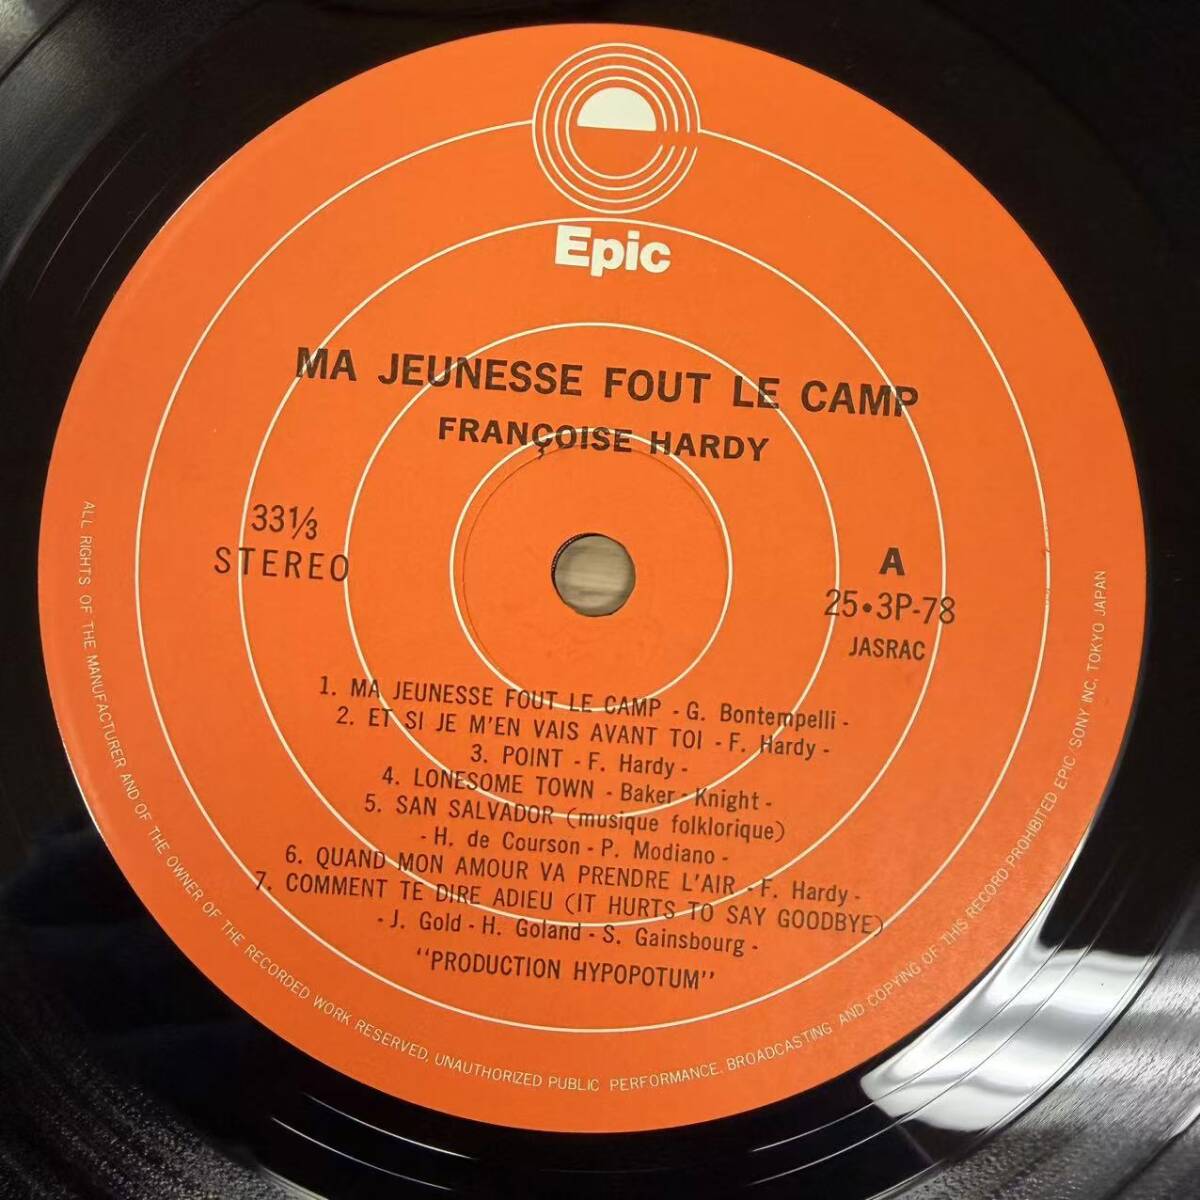 Epic
MA JEUNESSE FOUT LE CAMP
FRANÇOISE HARDY
33⅓
STEREO
A
25・3P-78
JASRAC
1. MA JEUNESSE FOUT LE CAMP - G. Bontempelli -
2. ET SI JE M'EN VAIS AVANT TOI - F. Hardy -
3. POINT - F. Hardy -
4. LONESOME TOWN - Baker - Knight -
5. SAN SALVADOR (musique folklorique)
- H. de Courson - P. Modiano -
6. QUAND MON AMOUR VA PRENDRE L'AIR - F. Hardy -
7. COMMENT TE DIRE ADIEU (IT HURTS TO SAY GOODBYE)
- J. Gold - H. Goland - S. Gainsbourg -
"PRODUCTION HYPOPOTUM"
ALL RIGHTS OF THE MANUFACTURER AND OF THE OWNER OF THE RECORDED WORK RESERVED. UNAUTHORIZED PUBLIC PERFORMANCE. BROADCASTING AND COPYING OF THIS RECORD PROHIBITED EPIC/SONY INC. TOKYO JAPAN